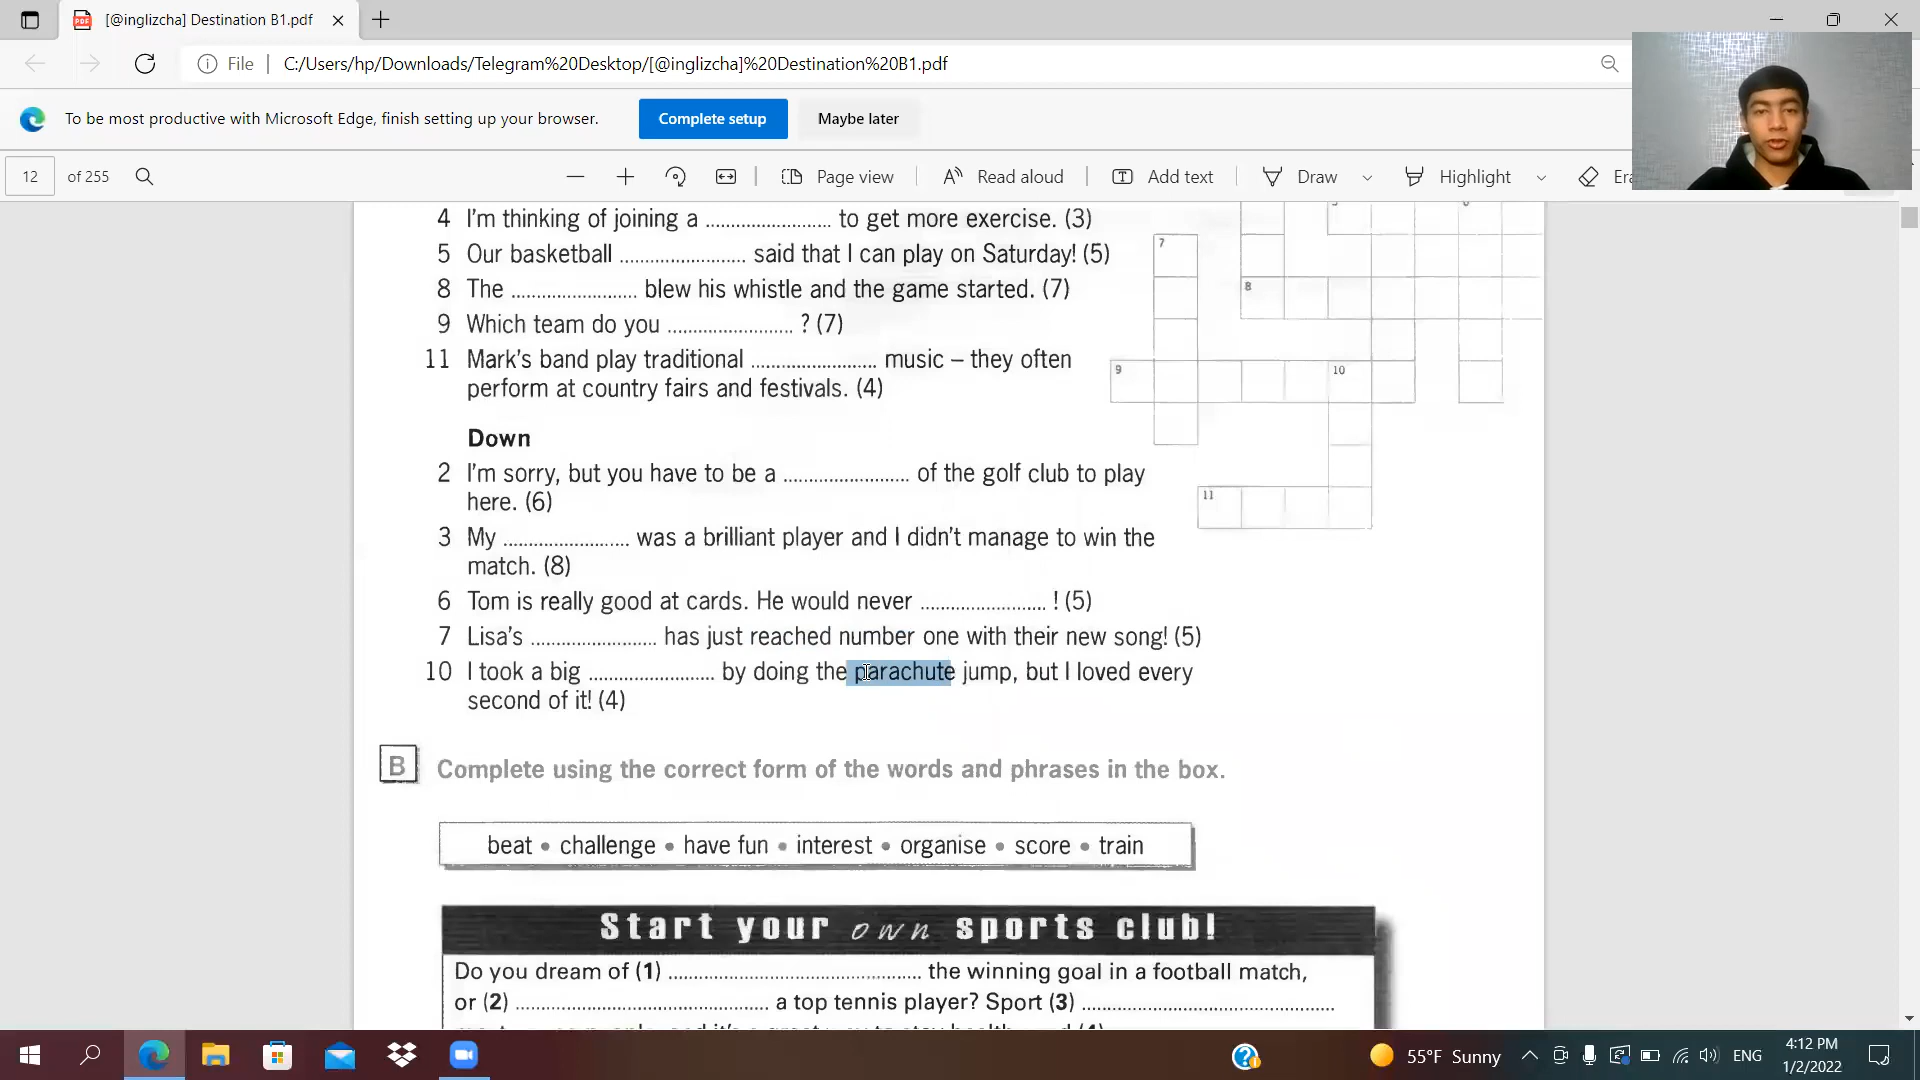 [@inglizcha] Destination B1.pdf
File
C:/Users/hp/Downloads/Telegram%20Desktop/[@inglizcha]%20Destination%20B1.pdf
To be most productive with Microsoft Edge, finish setting up your browser.
Complete setup
Maybe later
12 of 255
Page view
Read aloud
Add text
Draw
Highlight
4 I'm thinking of joining a ........................ to get more exercise. (3)
5 Our basketball ........................ said that I can play on Saturday! (5)
8 The ........................ blew his whistle and the game started. (7)
9 Which team do you ........................ ? (7)
11 Mark's band play traditional ........................ music – they often
perform at country fairs and festivals. (4)
Down
2 I'm sorry, but you have to be a ........................ of the golf club to play
here. (6)
3 My ........................ was a brilliant player and I didn't manage to win the
match. (8)
6 Tom is really good at cards. He would never ........................ ! (5)
7 Lisa's ........................ has just reached number one with their new song! (5)
10 I took a big ........................ by doing the parachute jump, but I loved every
second of it! (4)
7
8
9
10
11
B Complete using the correct form of the words and phrases in the box.
beat • challenge • have fun • interest • organise • score • train
Start your own sports club!
Do you dream of (1) ................................................ the winning goal in a football match,
or (2) ................................................ a top tennis player? Sport (3) ................................................
55°F Sunny
ENG
4:12 PM
1/2/2022